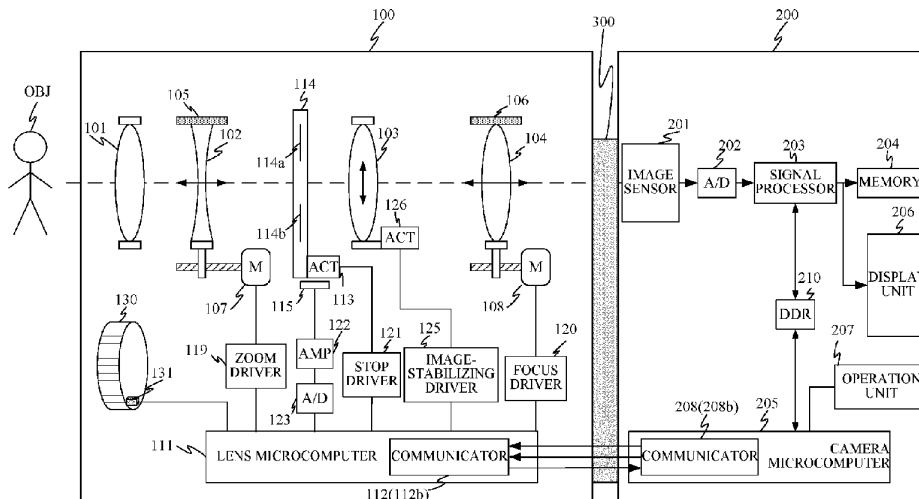 100
300
200
OBJ
105
114
106
201
101
102
103
104
202
203
204
IMAGE
SENSOR
A/D
SIGNAL
PROCESSOR
MEMORY
114a
126
206
114b
ACT
M
ACT
M
DISPLAY
UNIT
210
DDR
107
115
113
108
130
122
121
125
120
207
119
ZOOM
DRIVER
AMP
STOP
DRIVER
IMAGE-
STABILIZING
DRIVER
FOCUS
DRIVER
OPERATION
UNIT
131
A/D
123
208(208b)
205
111
LENS MICROCOMPUTER
COMMUNICATOR
COMMUNICATOR
CAMERA
MICROCOMPUTER
112(112b)